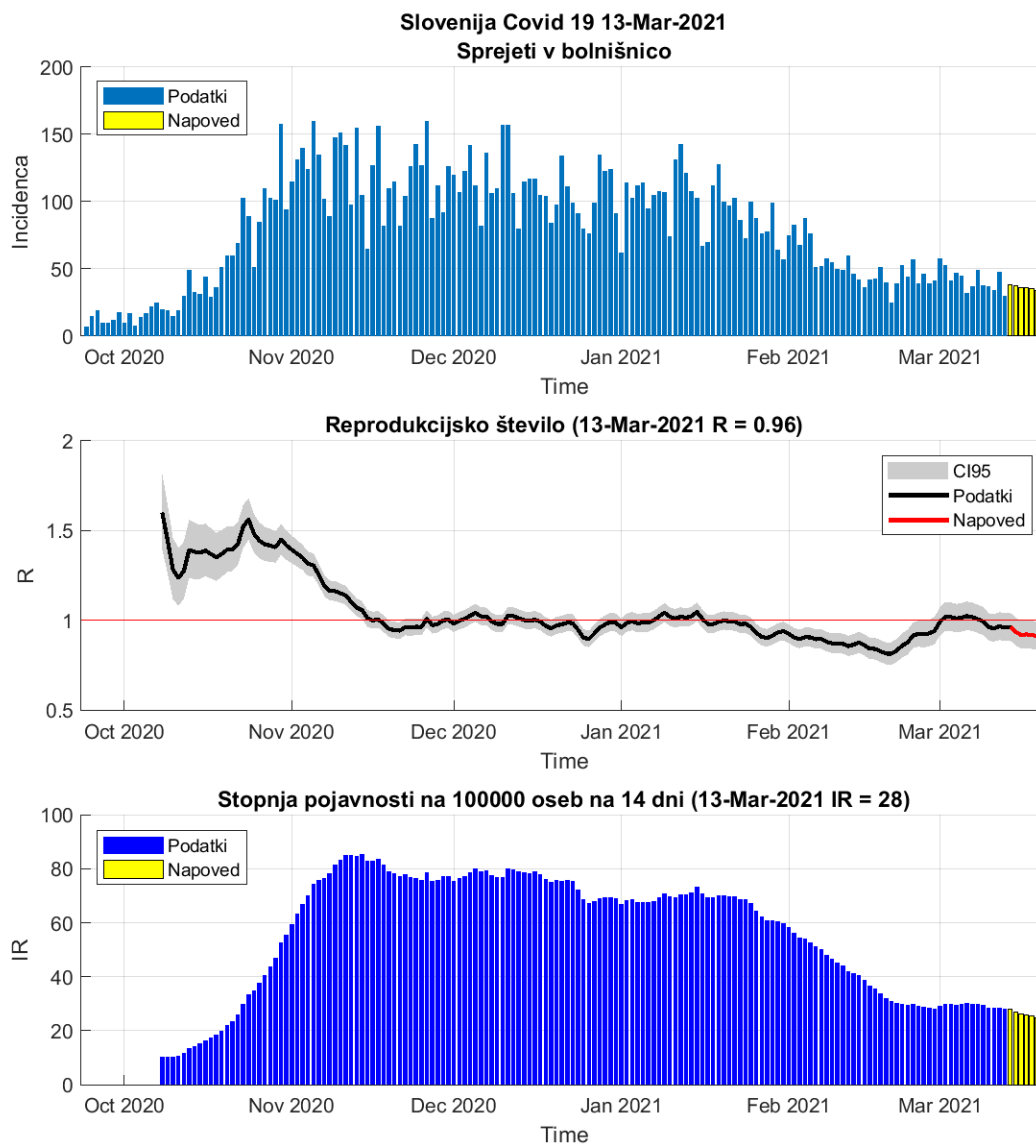 Slovenija Covid 19 13-Mar-2021
Sprejeti v bolnišnico
200
150
100
50
0
Incidenca
Podatki
Napoved
Oct 2020 Nov 2020 Dec 2020 Jan 2021 Feb 2021 Mar 2021
Time
Reprodukcijsko število (13-Mar-2021 R = 0.96)
2
1.5
1
0.5
R
CI95
Podatki
Napoved
Oct 2020 Nov 2020 Dec 2020 Jan 2021 Feb 2021 Mar 2021
Time
Stopnja pojavnosti na 100000 oseb na 14 dni (13-Mar-2021 IR = 28)
100
80
60
40
20
0
IR
Podatki
Napoved
Oct 2020 Nov 2020 Dec 2020 Jan 2021 Feb 2021 Mar 2021
Time